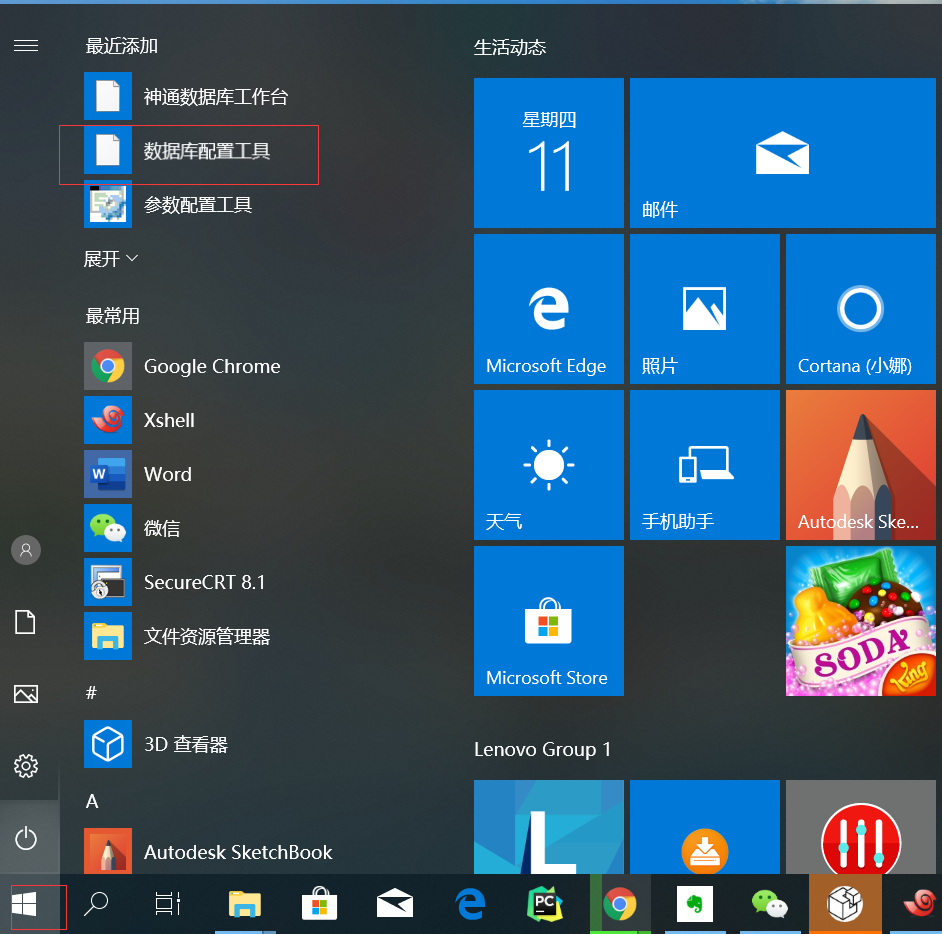 最近添加
神通数据库工作台
数据库配置工具
参数配置工具
展开
最常用
Google Chrome
Xshell
W
Word
微信
SecureCRT 8.1
文件资源管理器
#
3D 查看器
A
Autodesk SketchBook
生活动态
星期四
11
邮件
Microsoft Edge
照片
Cortana (小娜)
天气
手机助手
Autodesk Ske...
Microsoft Store
SODA
King
Lenovo Group 1
L
PC